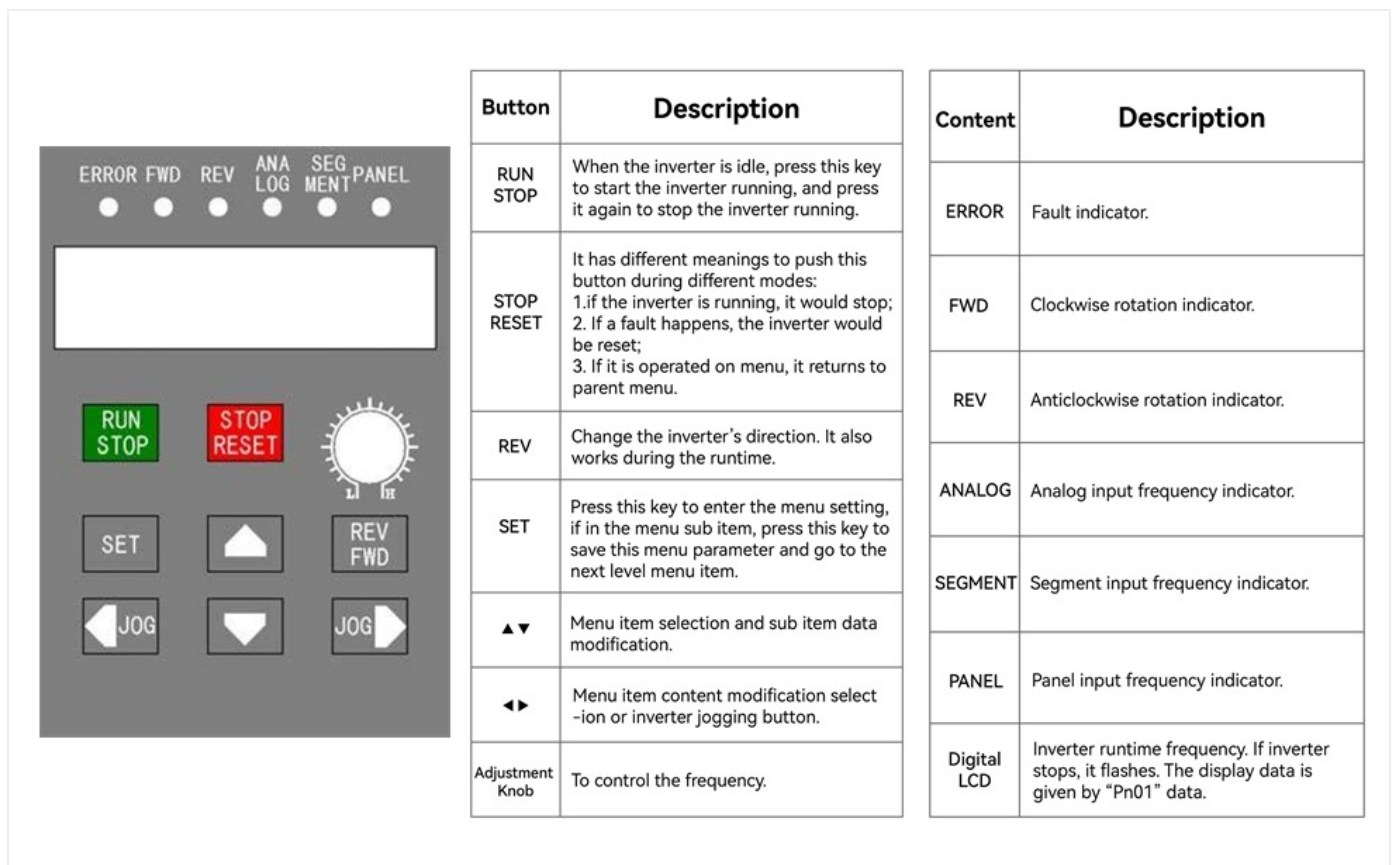 ERROR FWD REV ANA LOG SEG MENT PANEL
RUN
STOP
STOP
RESET
L H
SET
REV
FWD
JOG
JOG
Button Description
RUN
STOP
When the inverter is idle, press this key
to start the inverter running, and press
it again to stop the inverter running.
STOP
RESET
It has different meanings to push this
button during different modes:
1.if the inverter is running, it would stop;
2. If a fault happens, the inverter would
be reset;
3. If it is operated on menu, it returns to
parent menu.
REV
Change the inverter's direction. It also
works during the runtime.
SET
Press this key to enter the menu setting,
if in the menu sub item, press this key to
save this menu parameter and go to the
next level menu item.
▲▼
Menu item selection and sub item data
modification.
◀▶
Menu item content modification select
-ion or inverter jogging button.
Adjustment
Knob
To control the frequency.
Content Description
ERROR Fault indicator.
FWD Clockwise rotation indicator.
REV Anticlockwise rotation indicator.
ANALOG Analog input frequency indicator.
SEGMENT Segment input frequency indicator.
PANEL Panel input frequency indicator.
Digital
LCD
Inverter runtime frequency. If inverter
stops, it flashes. The display data is
given by “Pn01” data.